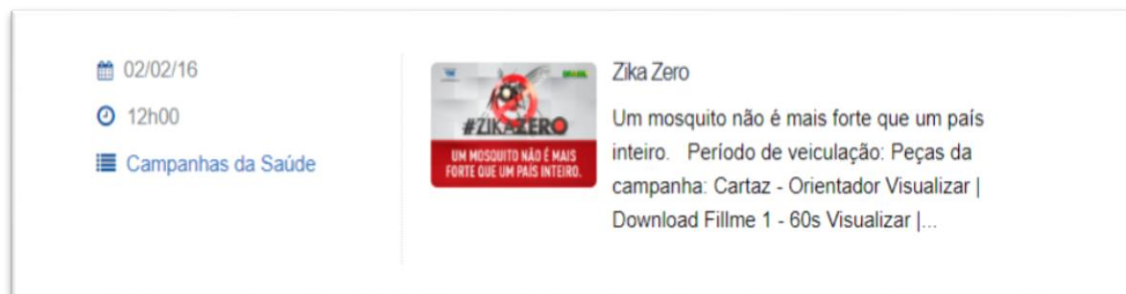 02/02/16
12h00
Campanhas da Saúde
#ZIKAZERO
UM MOSQUITO NÃO É MAIS
FORTE QUE UM PAÍS INTEIRO.
Zika Zero
Um mosquito não é mais forte que um país
inteiro. Período de veiculação: Peças da
campanha: Cartaz - Orientador Visualizar |
Download Fillme 1 - 60s Visualizar |...